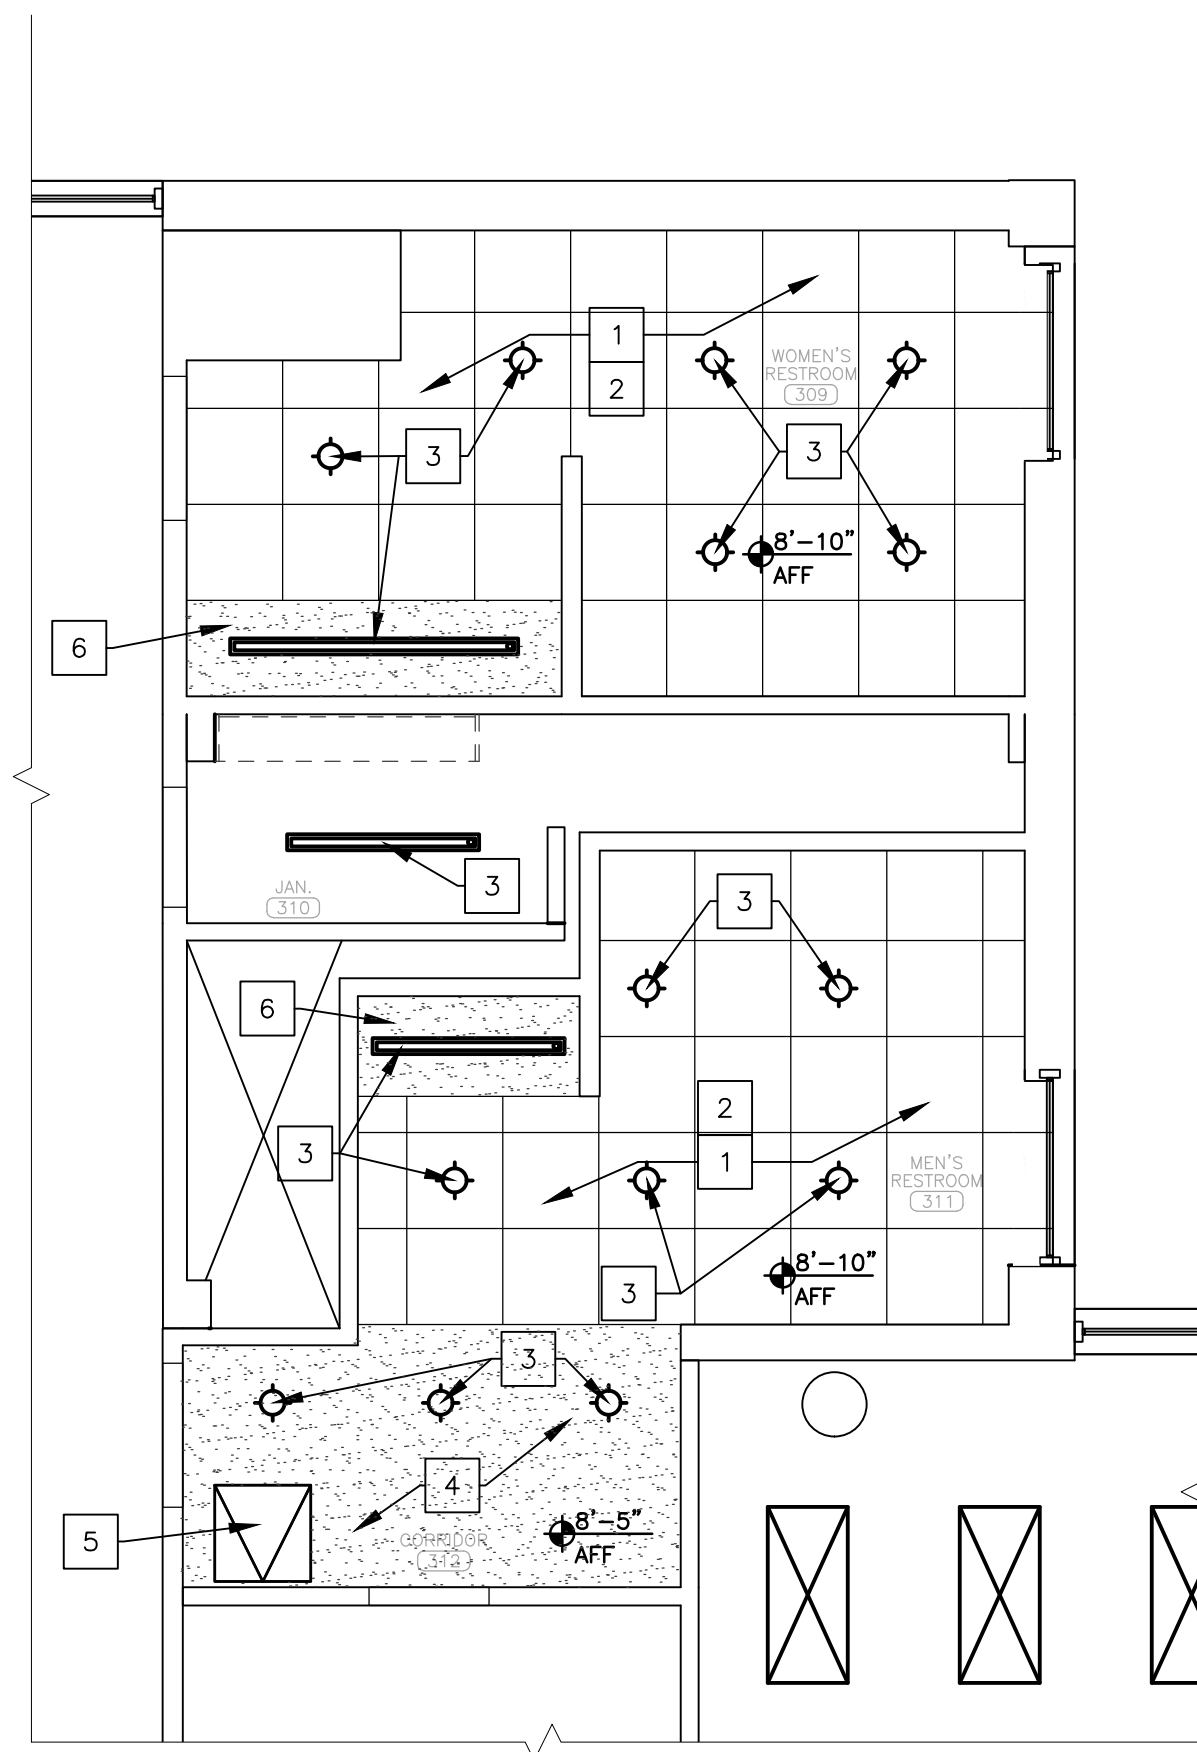 1
2
WOMEN'S
RESTROOM
309
3
3
8'-10"
AFF
6
3
JAN.
310
3
6
2
1
3
MEN'S
RESTROOM
311
8'-10"
AFF
3
3
4
5
8'-5"
AFF
CORRIDOR
312